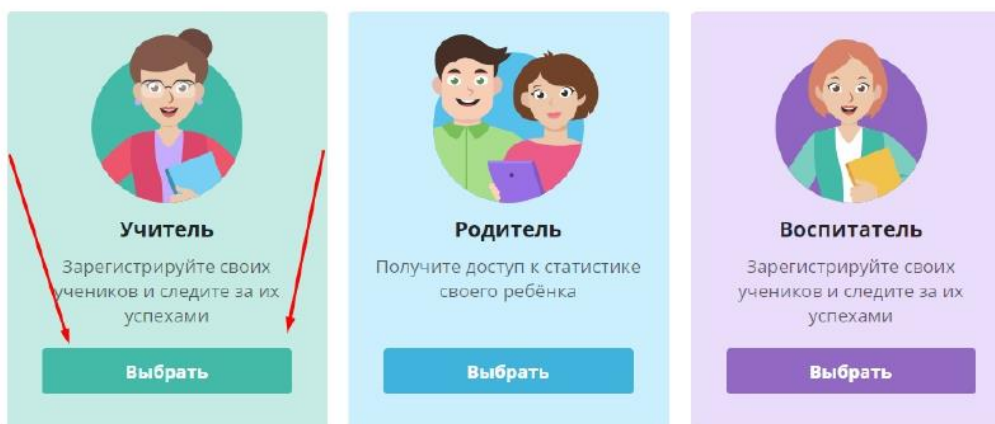 Учитель
Зарегистрируйте своих
учеников и следите за их
успехами
Выбрать
Родитель
Получите доступ к статистике
своего ребёнка
Выбрать
Воспитатель
Зарегистрируйте своих
учеников и следите за их
успехами
Выбрать